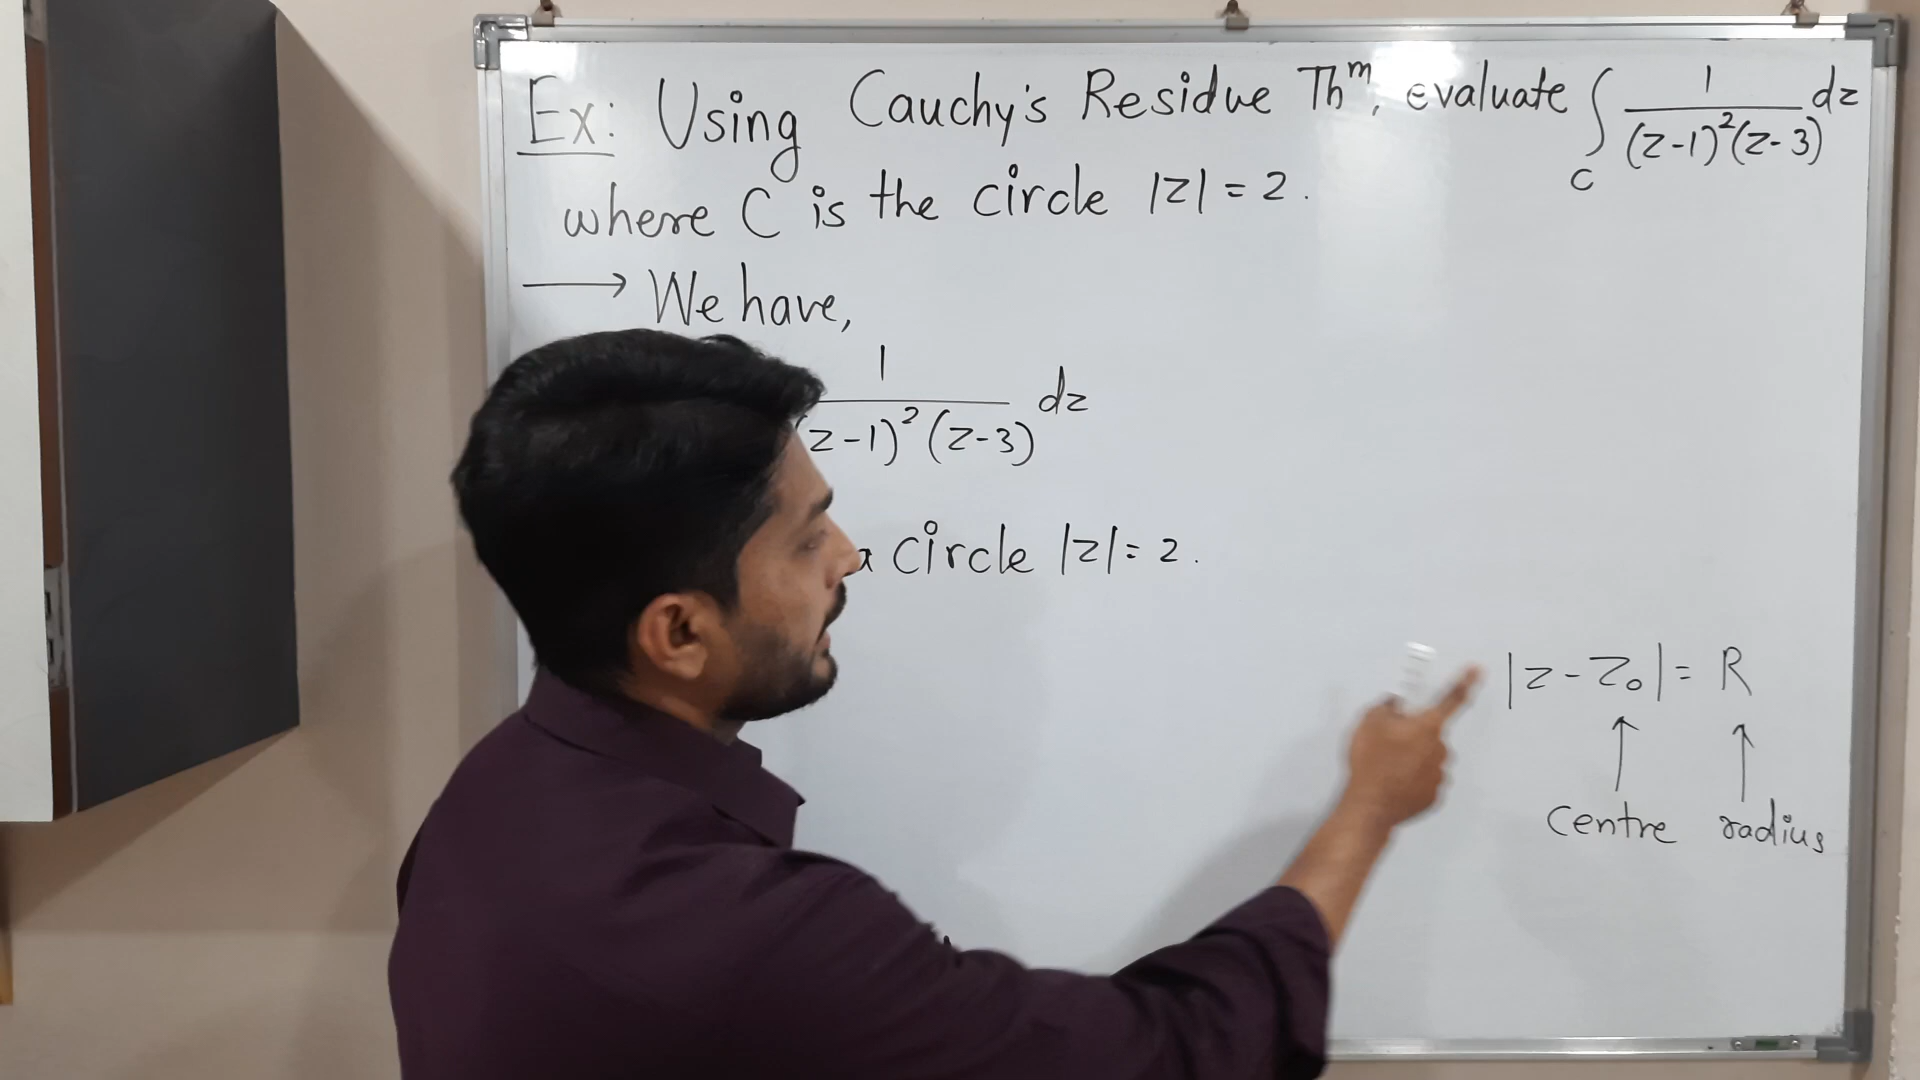 Ex: Using Cauchy's Residue Thᵐ, evaluate ∫_C 1/((z-1)²(z-3)) dz
where C is the circle |z| = 2.
→ We have,
1/((z-1)²(z-3)) dz
a circle |z| = 2.
|z - z₀| = R
↑ ↑
Centre radius